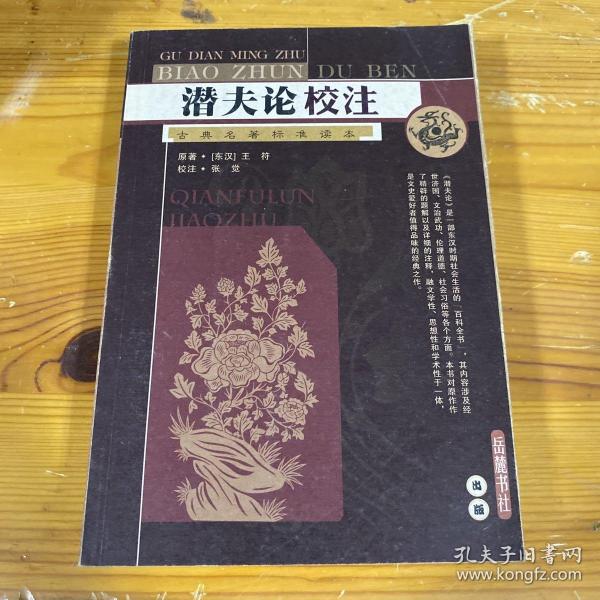 GU DIAN MING ZHU
BIAO ZHUN DU BEN
潜夫论校注
古典名著标准读本
原著·[东汉]王 符
校注·张 觉
QIANFULUN
JIAOZHU
《潜夫论》是一部东汉时期社会生活的“百科全书”,其内容涉及经
世济国、文治武功、伦理道德、社会习俗等各个方面。本书对原作作
了精辟的题解以及详细的注释,融文学性、思想性和学术性于一体,
是文史爱好者值得品味的经典之作。
岳麓书社
出版
孔夫子旧书网
www.kongfz.com